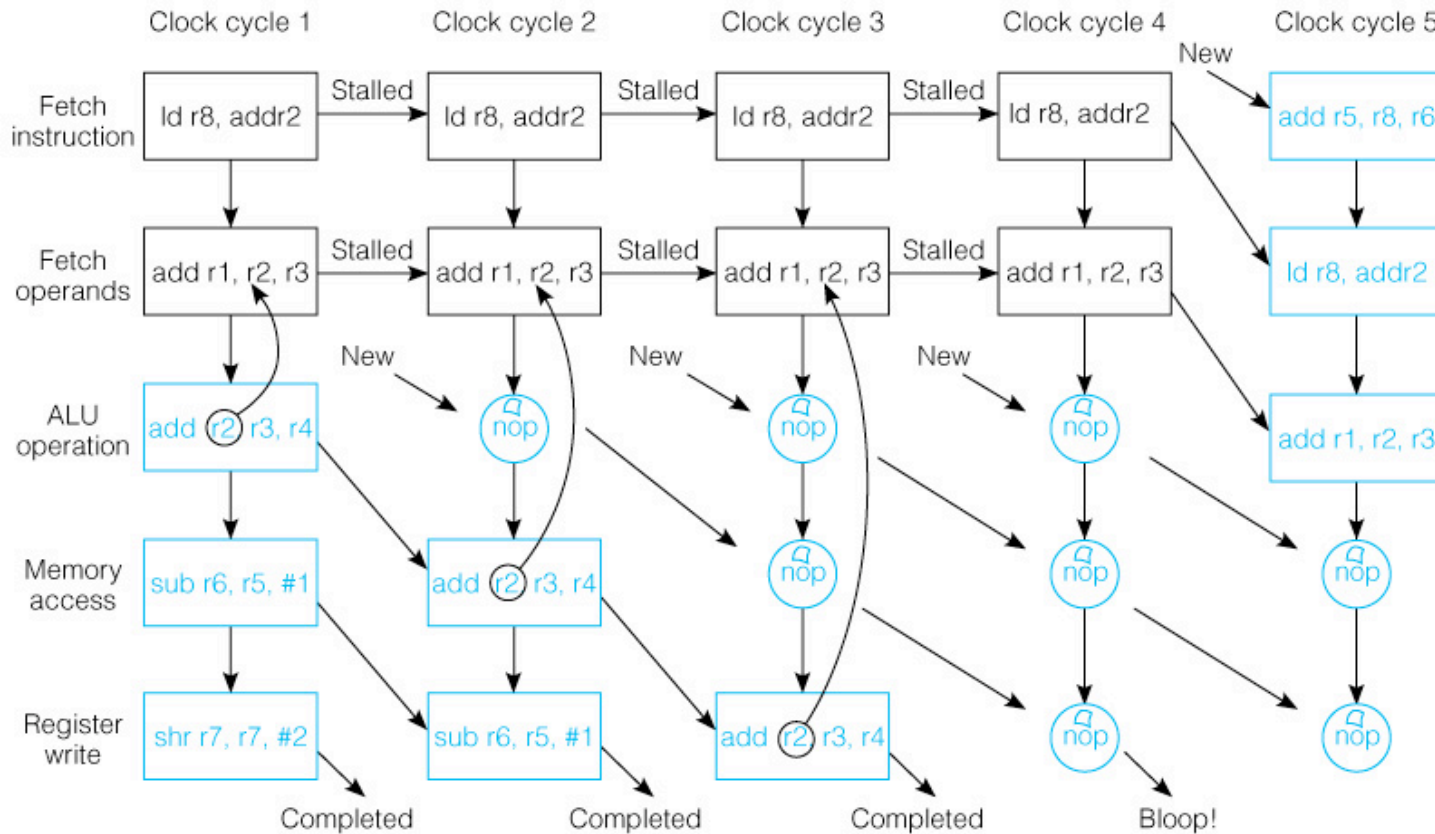 Clock cycle 1 Clock cycle 2 Clock cycle 3 Clock cycle 4 Clock cycle 5
New
Fetch instruction
ld r8, addr2 Stalled ld r8, addr2 Stalled ld r8, addr2 Stalled ld r8, addr2 add r5, r8, r6
Fetch operands
add r1, r2, r3 Stalled add r1, r2, r3 Stalled add r1, r2, r3 Stalled add r1, r2, r3 ld r8, addr2
New New New
ALU operation
add r2 r3, r4 nop nop nop add r1, r2, r3
Memory access
sub r6, r5, #1 add r2 r3, r4 nop nop nop
Register write
shr r7, r7, #2 sub r6, r5, #1 add r2, r3, r4 nop nop
Completed Completed Completed Bloop!